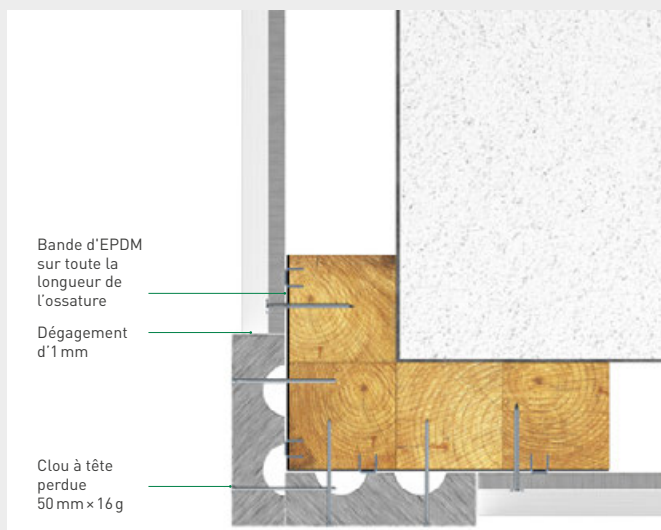 Bande d'EPDM
sur toute la
longueur de
l'ossature
Dégagement
d'1 mm
Clou à tête
perdue
50 mm × 16 g